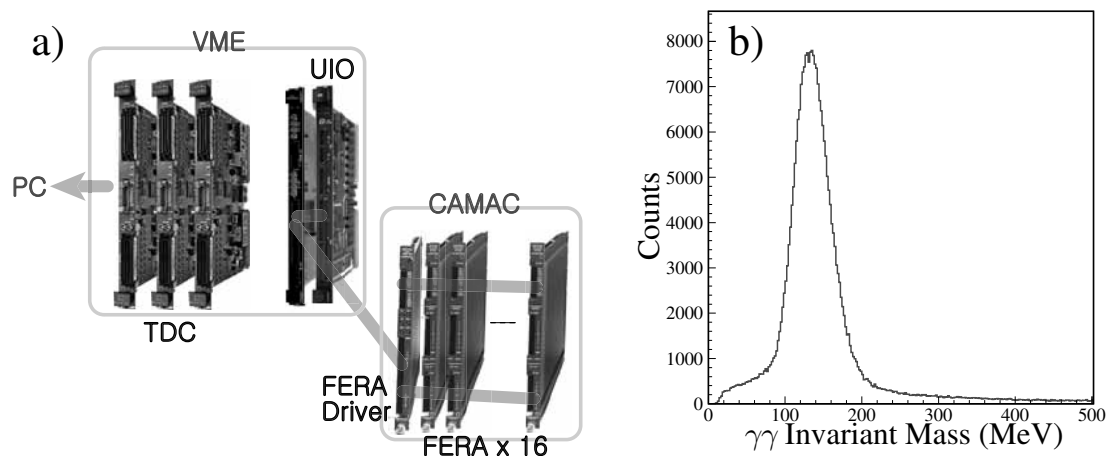 a)
VME
UIO
PC
TDC
CAMAC
FERA
Driver
FERA x 16
b)
8000
7000
6000
5000
4000
3000
2000
1000
0
Counts
0 100 200 300 400 500
γγ Invariant Mass (MeV)